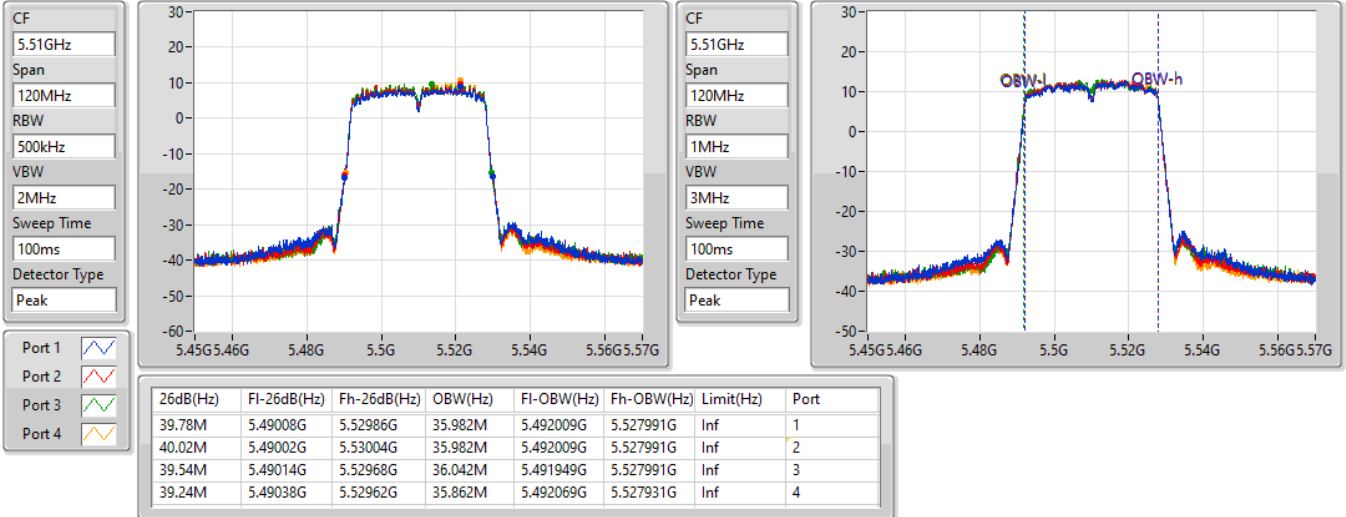 CF
5.51GHz
Span
120MHz
RBW
500kHz
VBW
2MHz
Sweep Time
100ms
Detector Type
Peak
30
20
10
0
-10
-20
-30
-40
-50
-60
5.45G 5.46G 5.48G 5.5G 5.52G 5.54G 5.56G 5.57G
CF
5.51GHz
Span
120MHz
RBW
1MHz
VBW
3MHz
Sweep Time
100ms
Detector Type
Peak
30
20
10
0
-10
-20
-30
-40
-50
OBW-l OBW-h
5.45G 5.46G 5.48G 5.5G 5.52G 5.54G 5.56G 5.57G
Port 1
Port 2
Port 3
Port 4
26dB(Hz) Fl-26dB(Hz) Fh-26dB(Hz) OBW(Hz) Fl-OBW(Hz) Fh-OBW(Hz) Limit(Hz) Port
39.78M 5.49008G 5.52986G 35.982M 5.492009G 5.527991G Inf 1
40.02M 5.49002G 5.53004G 35.982M 5.492009G 5.527991G Inf 2
39.54M 5.49014G 5.52968G 36.042M 5.491949G 5.527991G Inf 3
39.24M 5.49038G 5.52962G 35.862M 5.492069G 5.527931G Inf 4